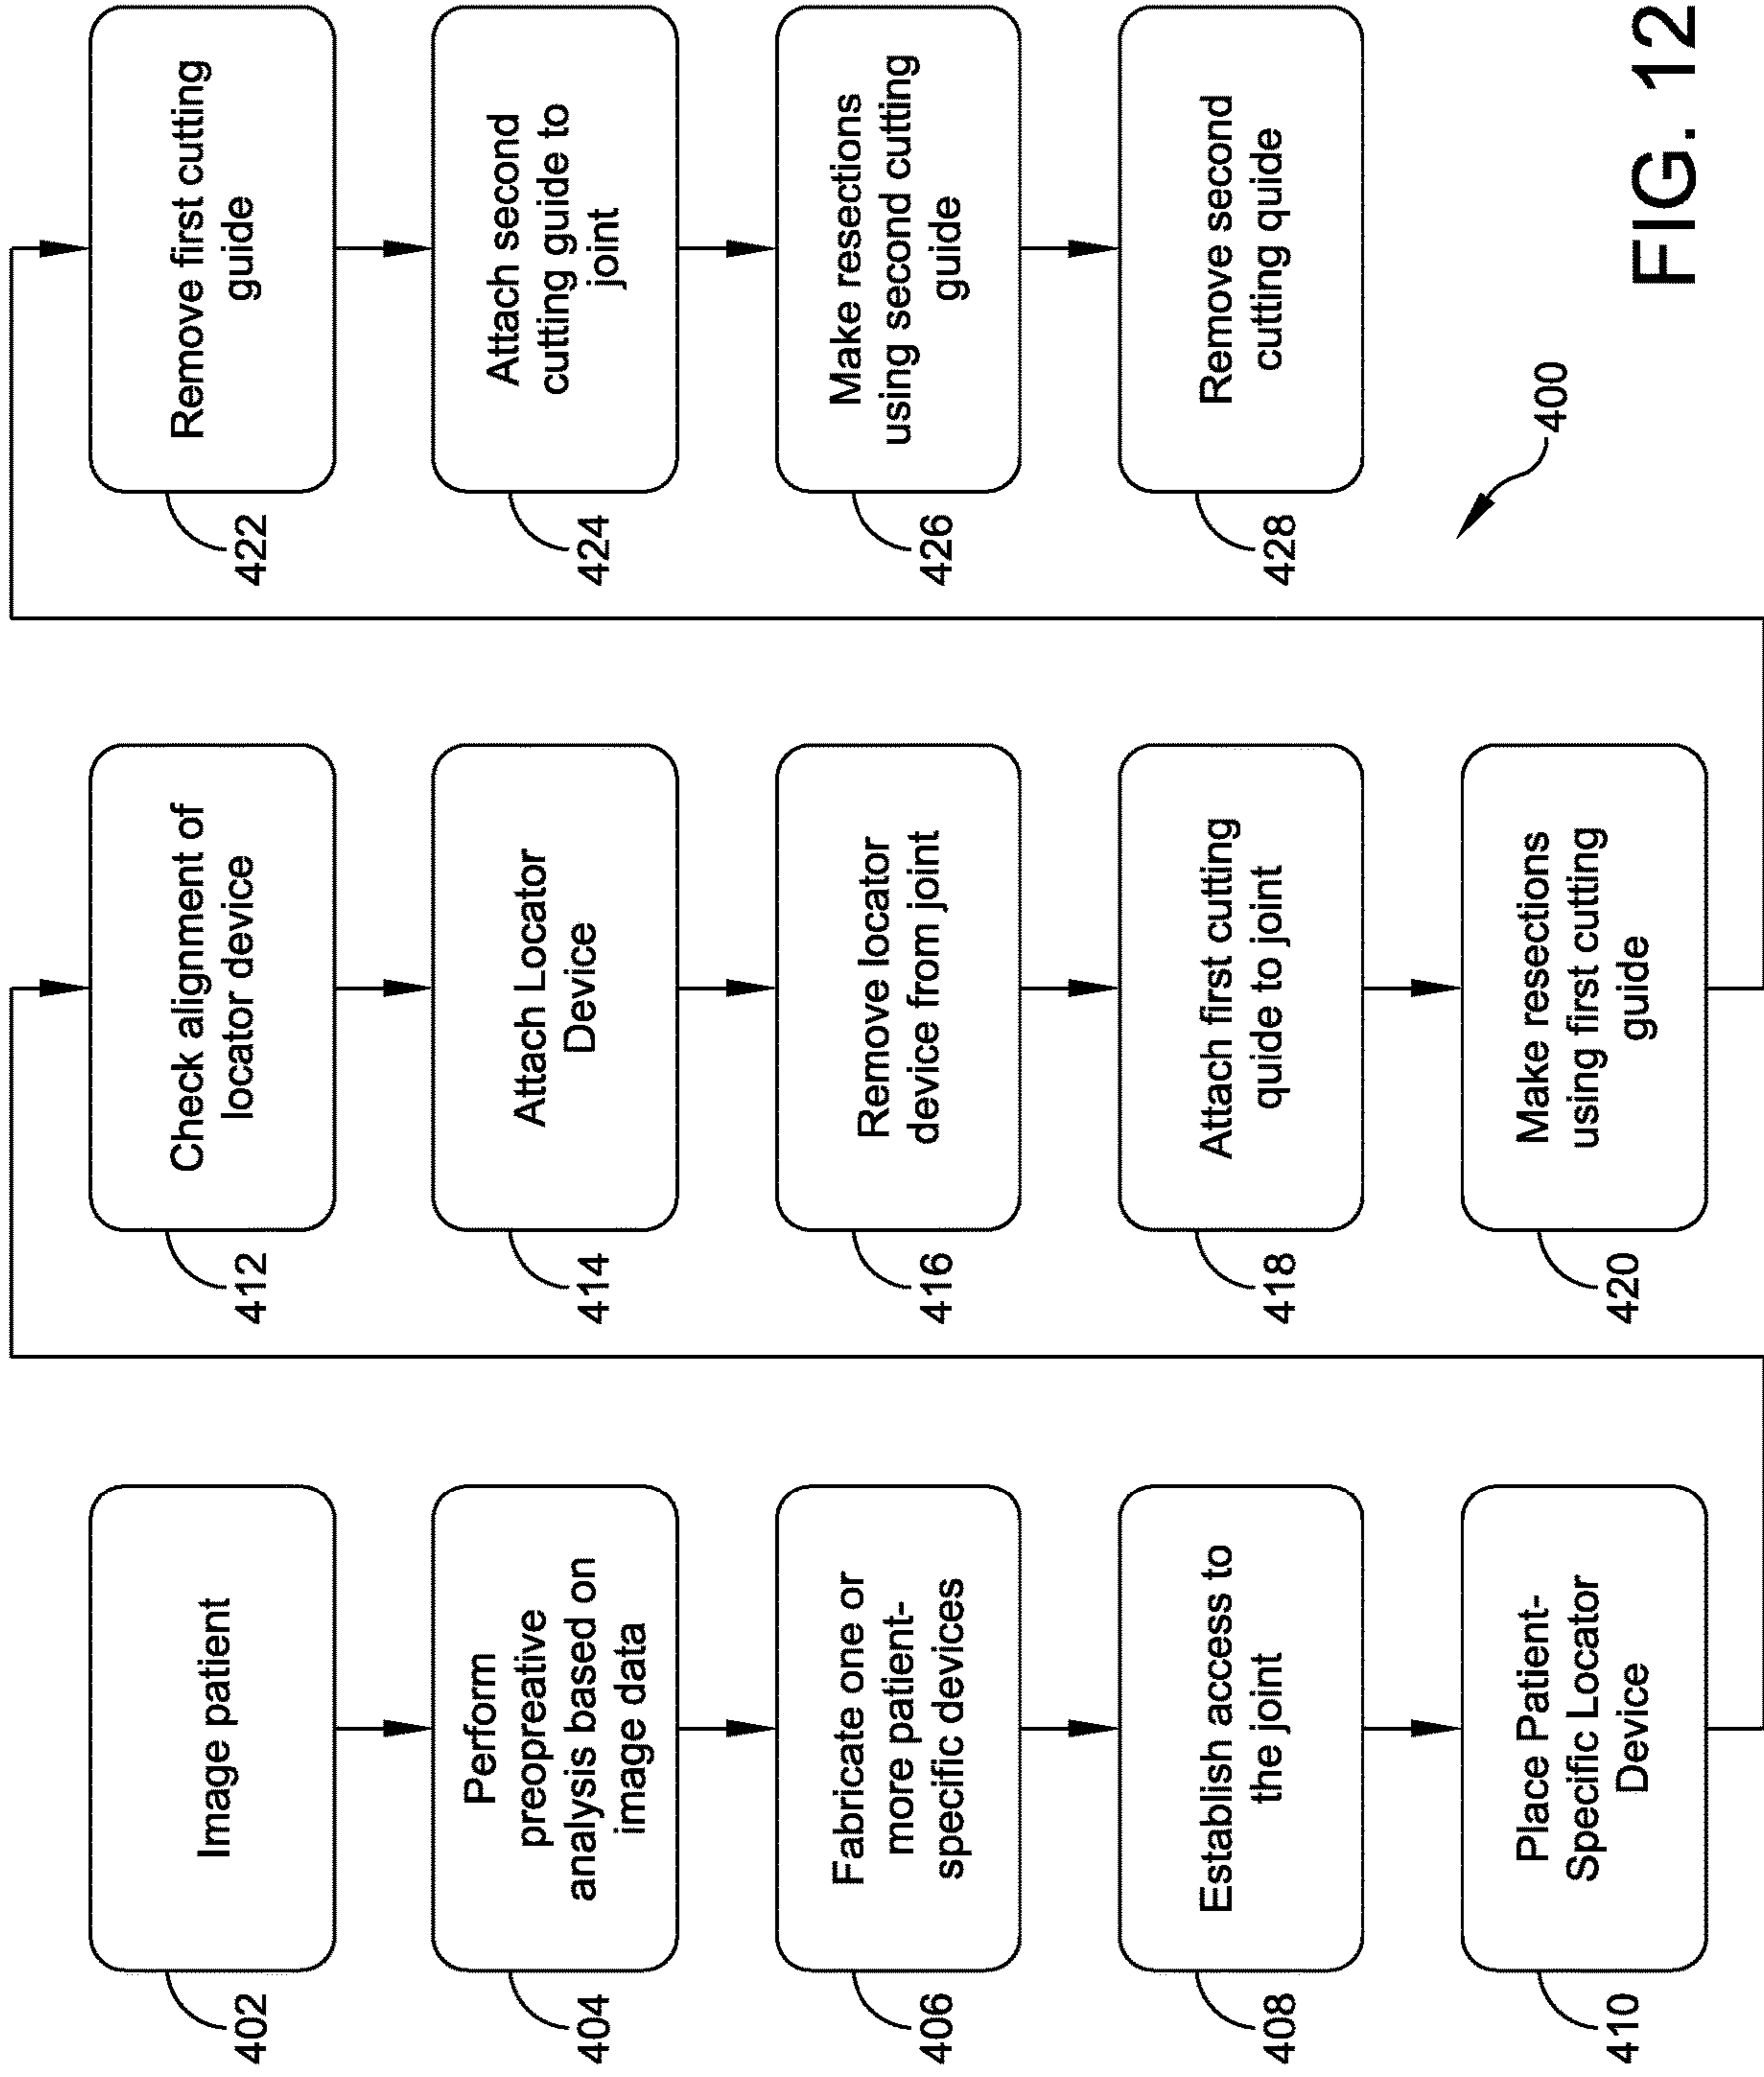 402
Image patient
404
Perform
preopreative
analysis based on
image data
406
Fabricate one or
more patient-
specific devices
408
Establish access to
the joint
410
Place Patient-
Specific Locator
Device
412
Check alignment of
locator device
414
Attach Locator
Device
416
Remove locator
device from joint
418
Attach first cutting
quide to joint
420
Make resections
using first cutting
guide
422
Remove first cutting
guide
424
Attach second
cutting guide to
joint
426
Make resections
using second cutting
guide
428
Remove second
cutting quide
400
FIG. 12